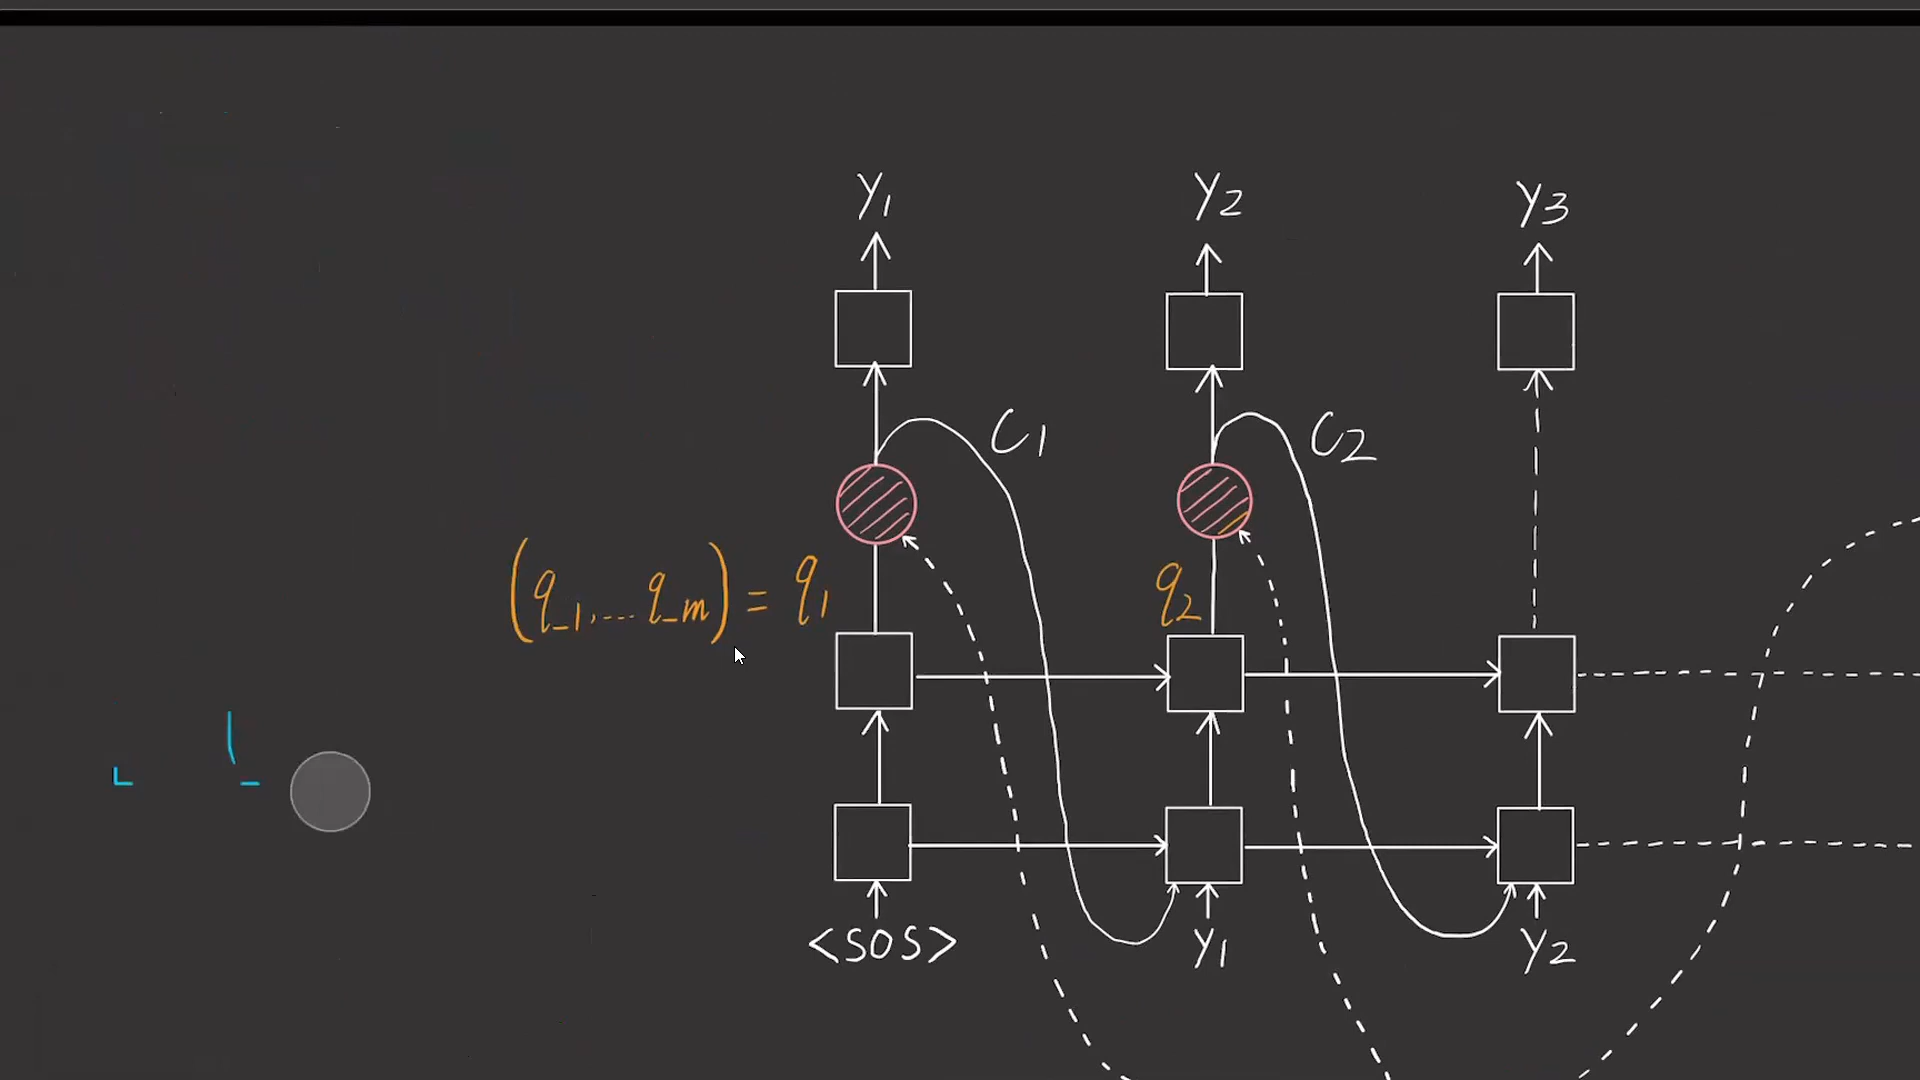 y1 y2 y3
C1 C2
(q_1,... q_m) = q1 q2
<SOS> y1 y2